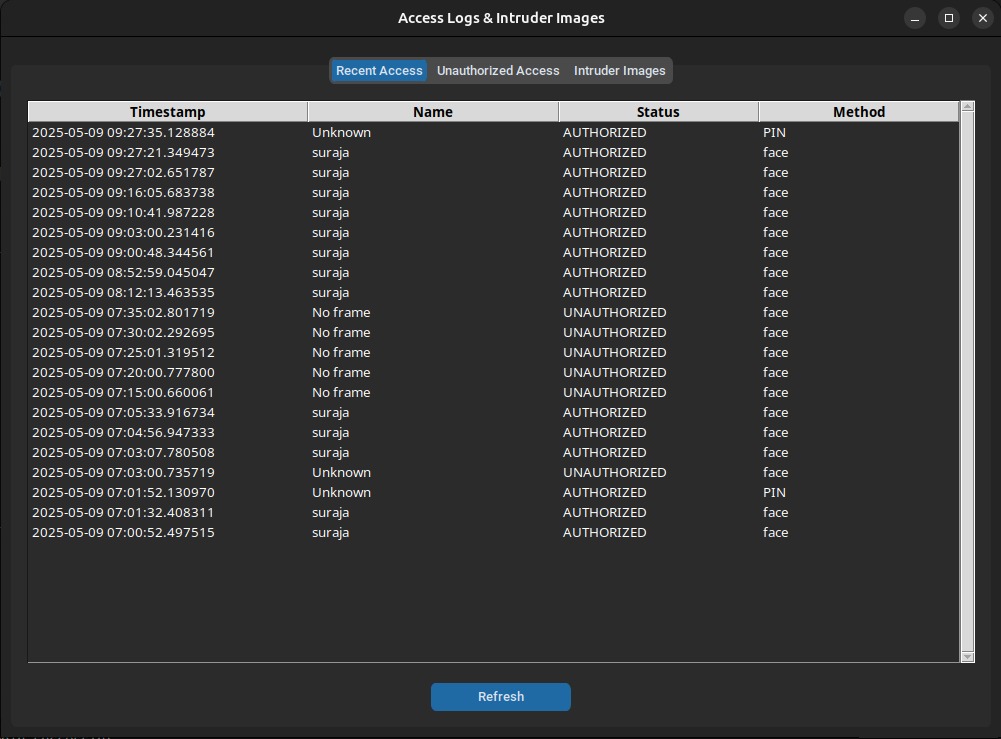 Access Logs & Intruder Images
Recent Access Unauthorized Access Intruder Images
Timestamp Name Status Method
2025-05-09 09:27:35.128884 Unknown AUTHORIZED PIN
2025-05-09 09:27:21.349473 suraja AUTHORIZED face
2025-05-09 09:27:02.651787 suraja AUTHORIZED face
2025-05-09 09:16:05.683738 suraja AUTHORIZED face
2025-05-09 09:10:41.987228 suraja AUTHORIZED face
2025-05-09 09:03:00.231416 suraja AUTHORIZED face
2025-05-09 09:00:48.344561 suraja AUTHORIZED face
2025-05-09 08:52:59.045047 suraja AUTHORIZED face
2025-05-09 08:12:13.463535 suraja AUTHORIZED face
2025-05-09 07:35:02.801719 No frame UNAUTHORIZED face
2025-05-09 07:30:02.292695 No frame UNAUTHORIZED face
2025-05-09 07:25:01.319512 No frame UNAUTHORIZED face
2025-05-09 07:20:00.777800 No frame UNAUTHORIZED face
2025-05-09 07:15:00.660061 No frame UNAUTHORIZED face
2025-05-09 07:05:33.916734 suraja AUTHORIZED face
2025-05-09 07:04:56.947333 suraja AUTHORIZED face
2025-05-09 07:03:07.780508 suraja AUTHORIZED face
2025-05-09 07:03:00.735719 Unknown UNAUTHORIZED face
2025-05-09 07:01:52.130970 Unknown AUTHORIZED PIN
2025-05-09 07:01:32.408311 suraja AUTHORIZED face
2025-05-09 07:00:52.497515 suraja AUTHORIZED face
Refresh